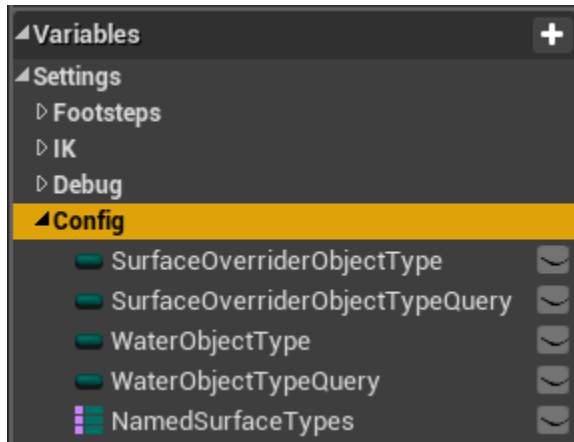 Variables
Settings
Footsteps
IK
Debug
Config
SurfaceOverriderObjectType
SurfaceOverriderObjectTypeQuery
WaterObjectType
WaterObjectTypeQuery
NamedSurfaceTypes